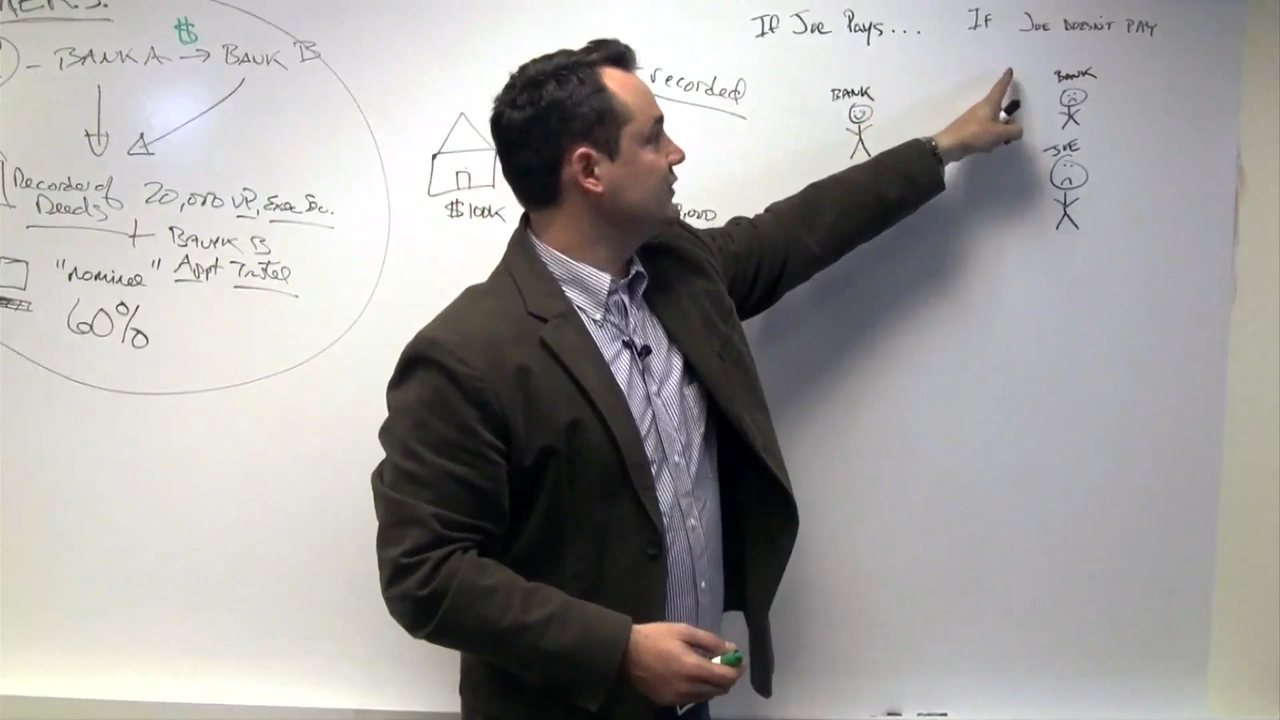 $
- BANK A → BANK B
Recorder of
Deeds
20,000 VP, Exec Sec.
+ BANK B
"nominee" Appt Trustee
60%
recorded
$100K
If Joe Pays...
BANK
IF JOE DOESN'T PAY
BANK
JOE